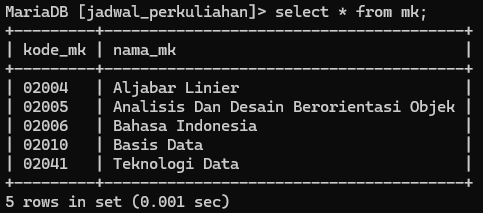 MariaDB [jadwal_perkuliahan]> select * from mk;
+---------+--------------------------------------+
| kode_mk | nama_mk                              |
+---------+--------------------------------------+
| 02004   | Aljabar Linier                       |
| 02005   | Analisis Dan Desain Berorientasi Objek |
| 02006   | Bahasa Indonesia                     |
| 02010   | Basis Data                           |
| 02041   | Teknologi Data                       |
+---------+--------------------------------------+
5 rows in set (0.001 sec)